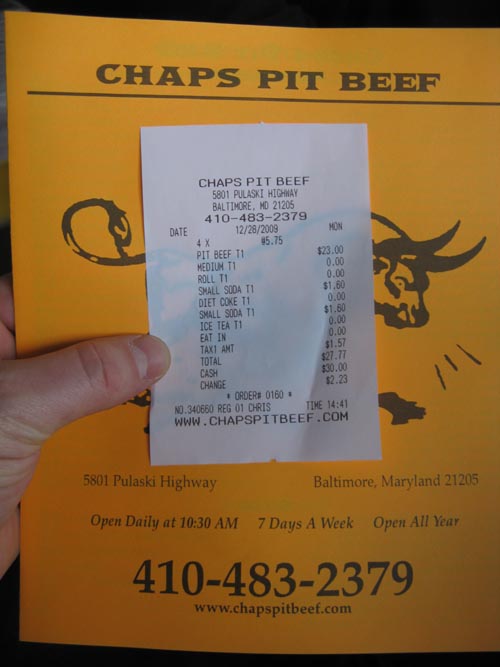 CHAPS PIT BEEF
CHAPS PIT BEEF
5801 PULASKI HIGHWAY
BALTIMORE, MD 21205
410-483-2379
DATE 12/28/2009 MON
4 X @5.75
PIT BEEF T1 $23.00
MEDIUM T1 0.00
ROLL T1 0.00
SMALL SODA T1 $1.60
DIET COKE T1 0.00
SMALL SODA T1 $1.60
ICE TEA T1 0.00
EAT IN 0.00
TAX1 AMT $1.57
TOTAL $27.77
CASH $30.00
CHANGE $2.23
* ORDER# 0160 *
NO.340660 REG 01 CHRIS TIME 14:41
WWW.CHAPSPITBEEF.COM
5801 Pulaski Highway Baltimore, Maryland 21205
Open Daily at 10:30 AM 7 Days A Week Open All Year
410-483-2379
www.chapspitbeef.com